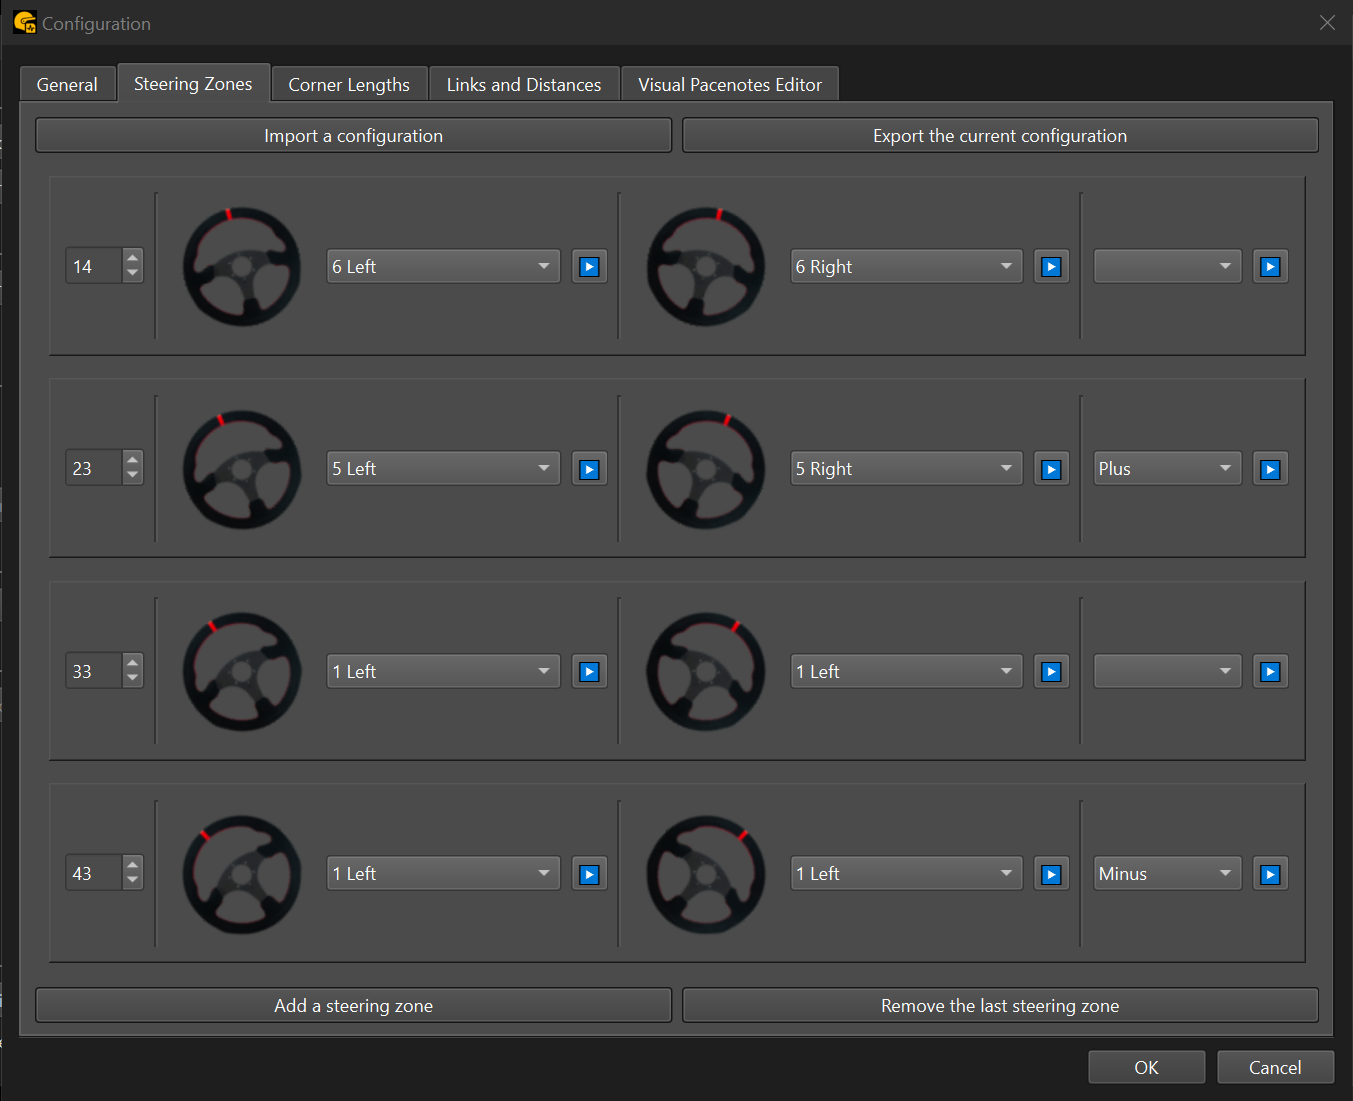 Configuration
General
Steering Zones
Corner Lengths
Links and Distances
Visual Pacenotes Editor
Import a configuration
Export the current configuration
14
6 Left
6 Right
23
5 Left
5 Right
Plus
33
1 Left
1 Left
43
1 Left
1 Left
Minus
Add a steering zone
Remove the last steering zone
OK
Cancel